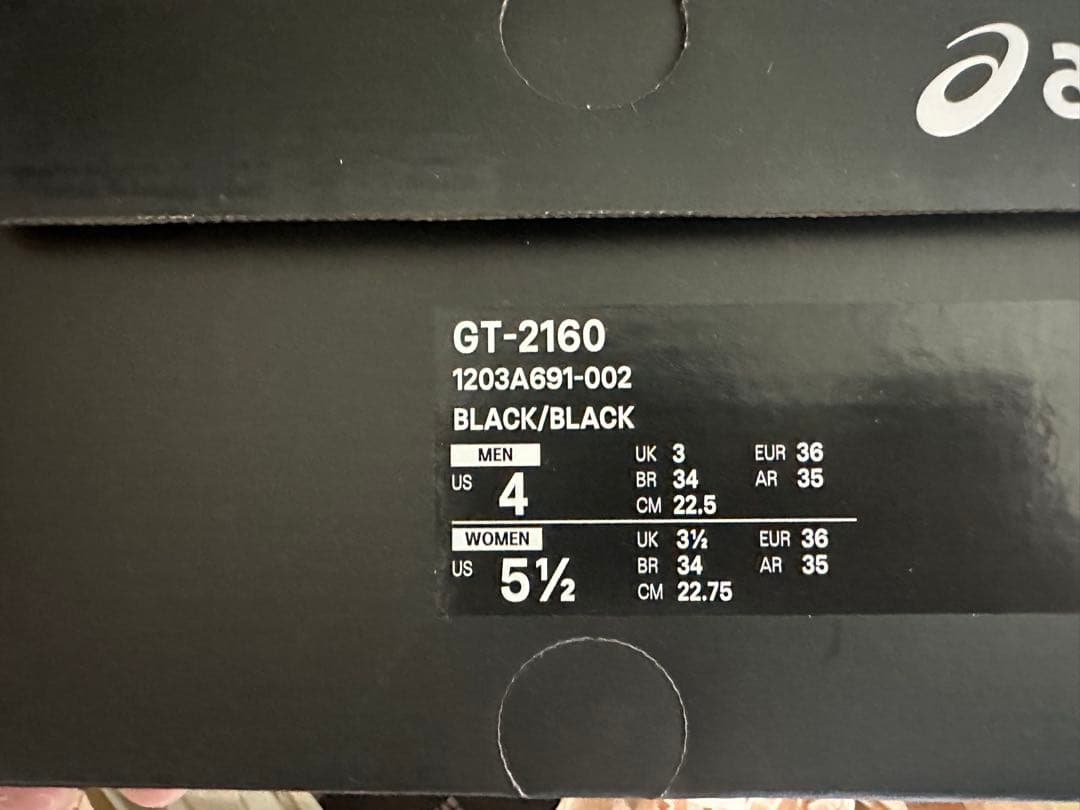 GT-2160
1203A691-002
BLACK/BLACK
MEN
US 4
UK 3 EUR 36
BR 34 AR 35
CM 22.5
WOMEN
US 5½
UK 3½ EUR 36
BR 34 AR 35
CM 22.75